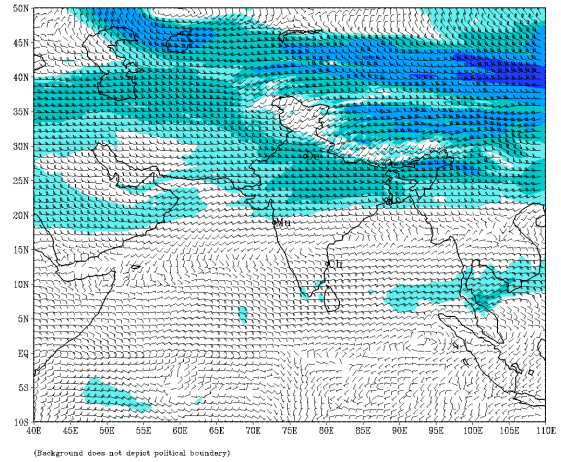 50N
45N
40N
35N
30N
25N
20N
15N
10N
5N
EQ
5S
10S
40E 45E 50E 55E 60E 65E 70E 75E 80E 85E 90E 95E 100E 105E 110E
Mu
Ch
(Background does not depict political boundary)